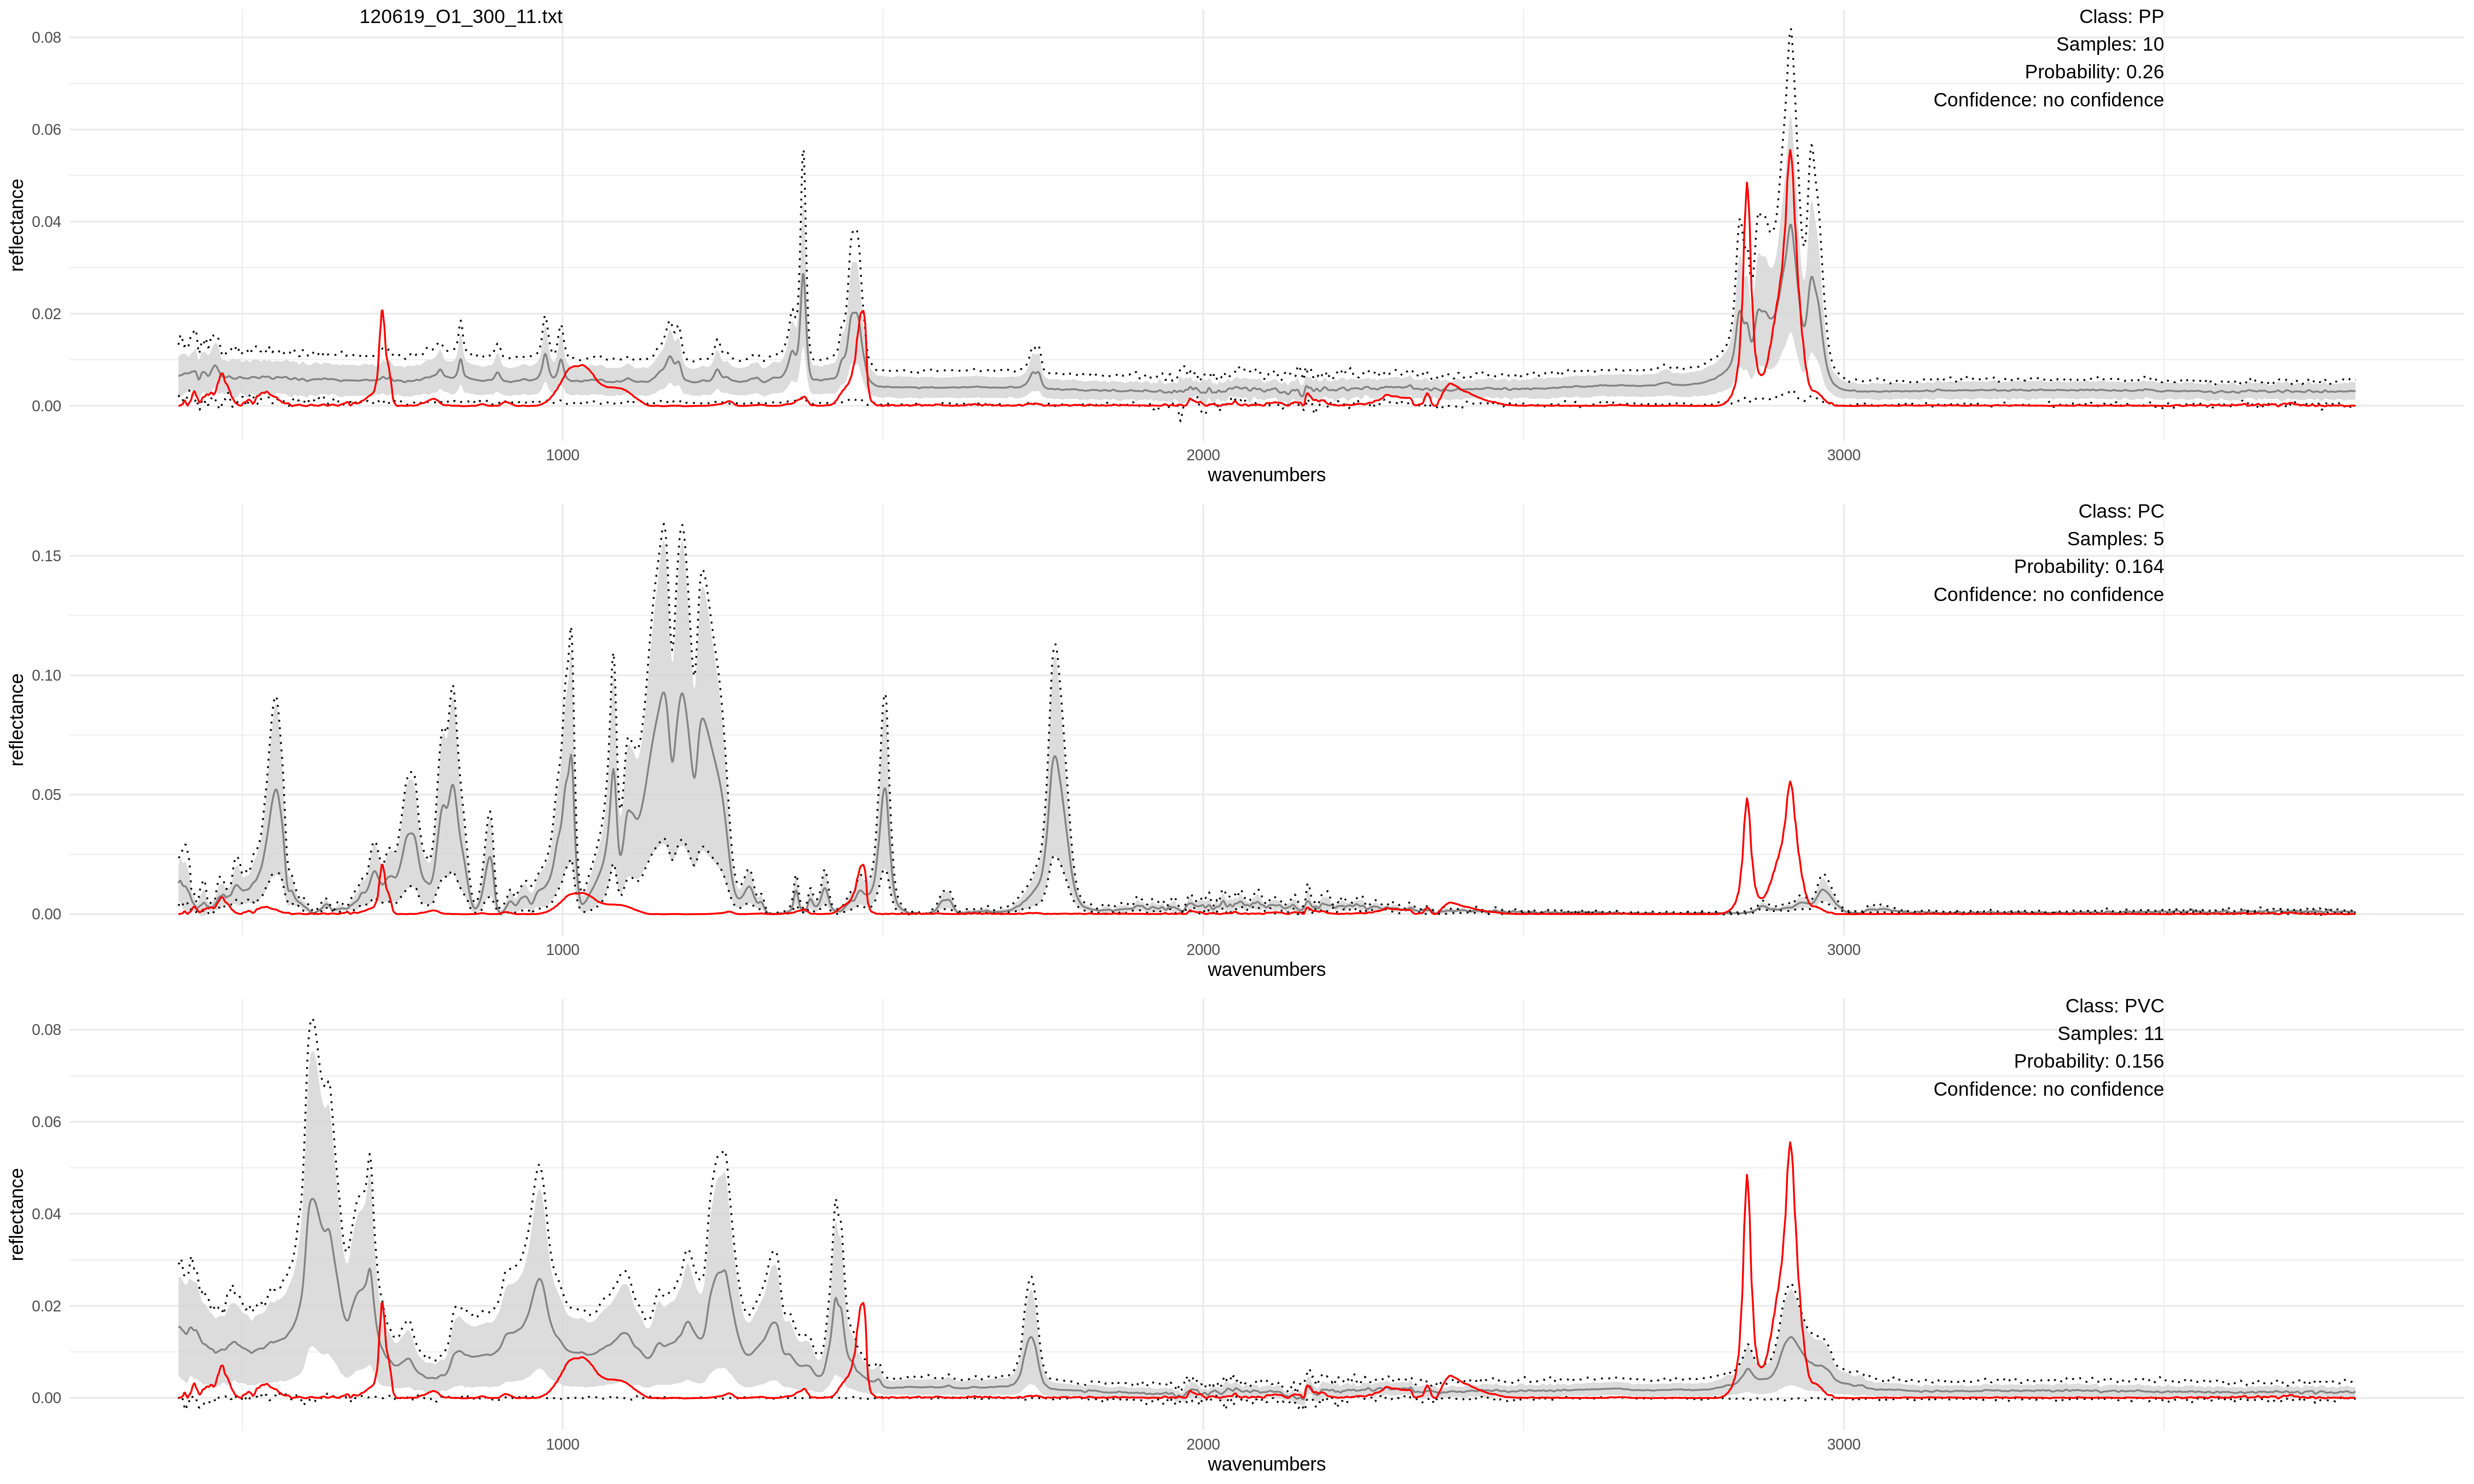 120619_O1_300_11.txt
Class: PP
Samples: 10
Probability: 0.26
Confidence: no confidence
0.08
0.06
0.04
0.02
0.00
reflectance
1000 2000 3000
wavenumbers
Class: PC
Samples: 5
Probability: 0.164
Confidence: no confidence
0.15
0.10
0.05
0.00
reflectance
1000 2000 3000
wavenumbers
Class: PVC
Samples: 11
Probability: 0.156
Confidence: no confidence
0.08
0.06
0.04
0.02
0.00
reflectance
1000 2000 3000
wavenumbers